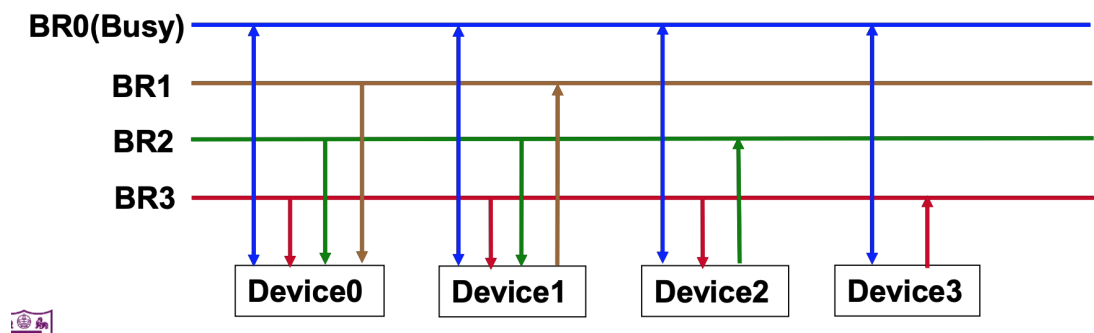 BR0(Busy)
BR1
BR2
BR3
Device0
Device1
Device2
Device3